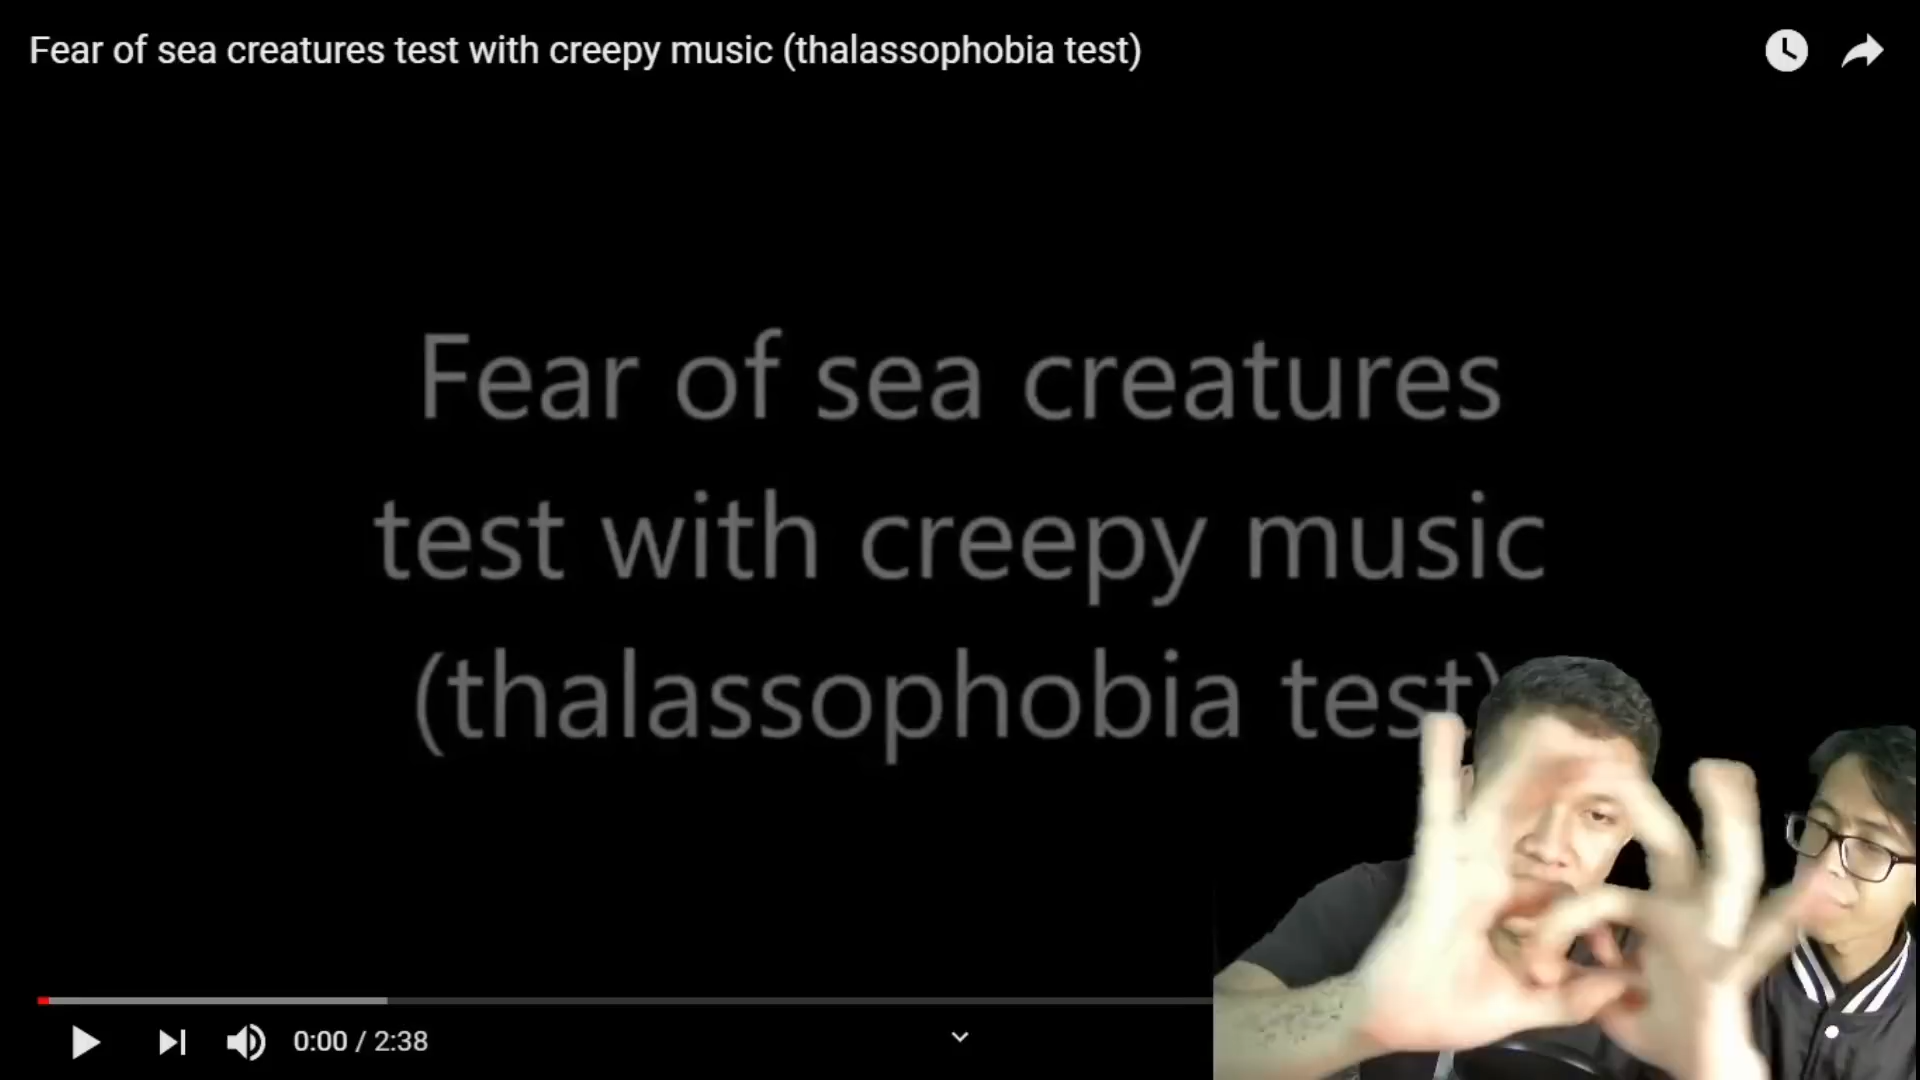 Fear of sea creatures test with creepy music (thalassophobia test)
Fear of sea creatures
test with creepy music
(thalassophobia test)
0:00 / 2:38